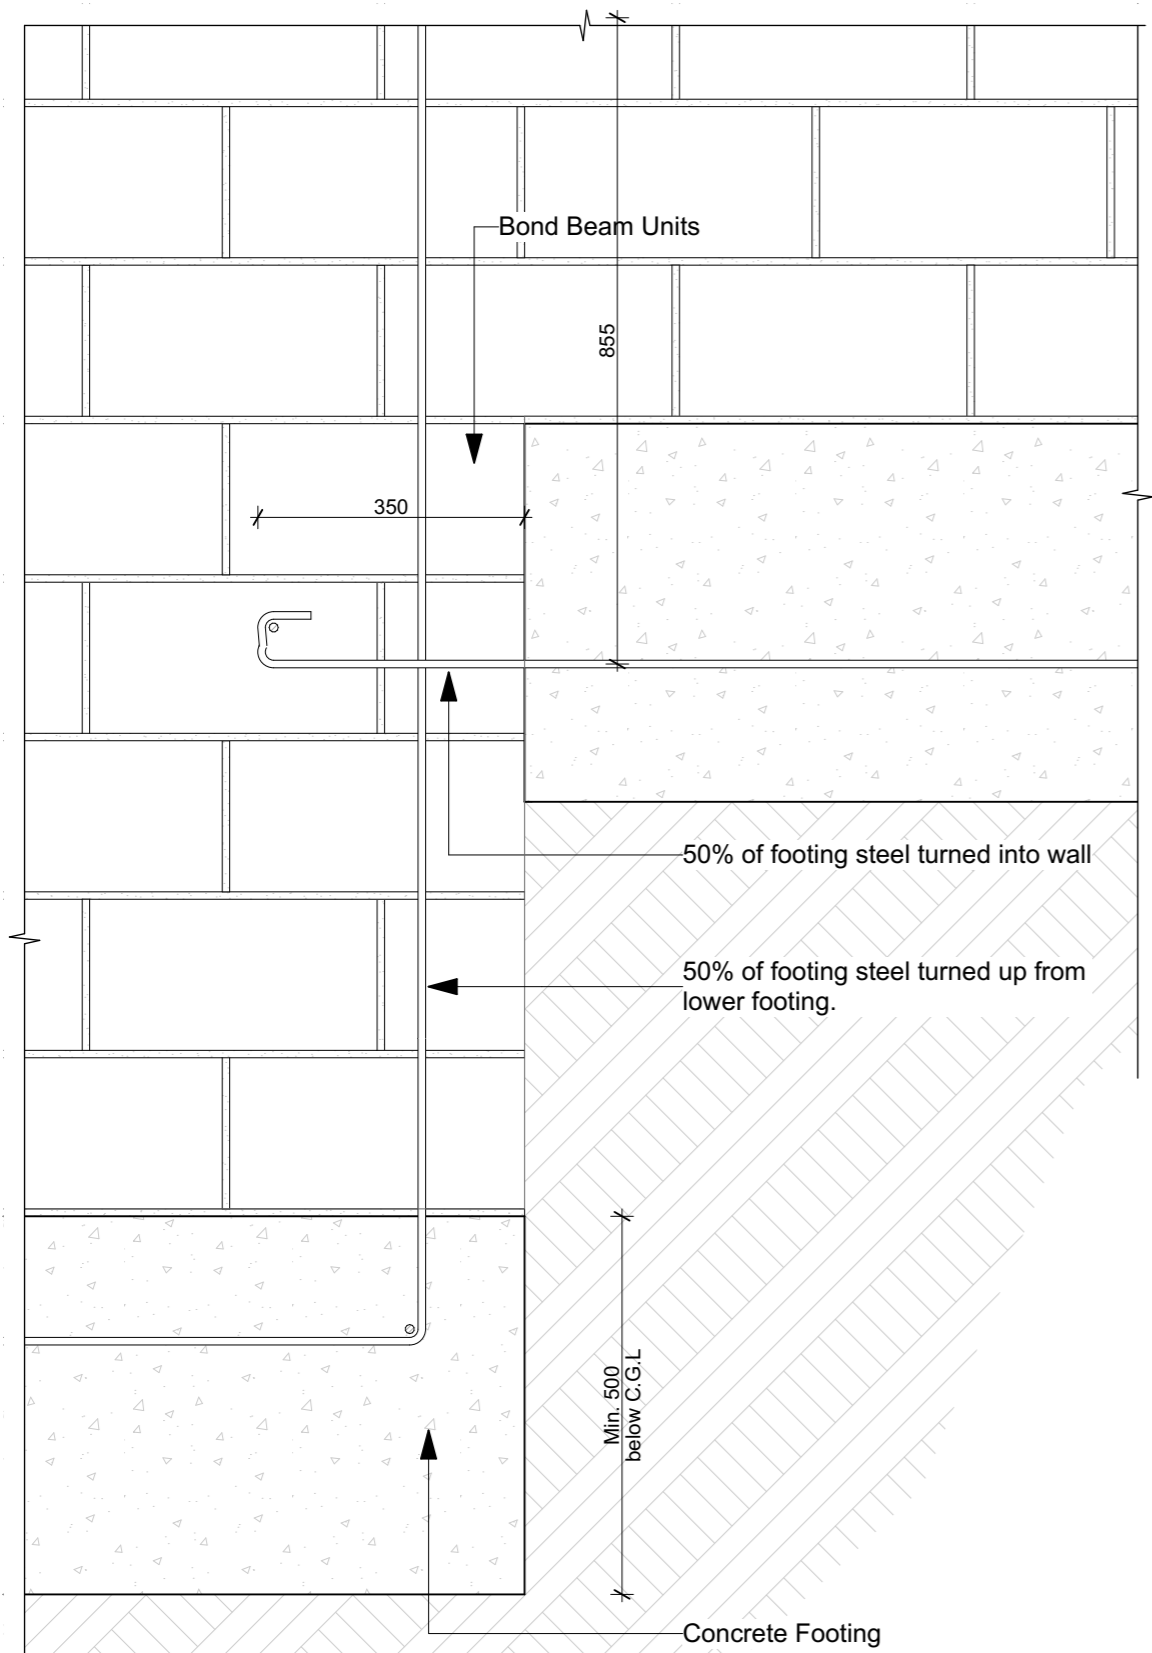 Bond Beam Units
855
350
50% of footing steel turned into wall
50% of footing steel turned up from
lower footing.
Min. 500
below C.G.L
Concrete Footing